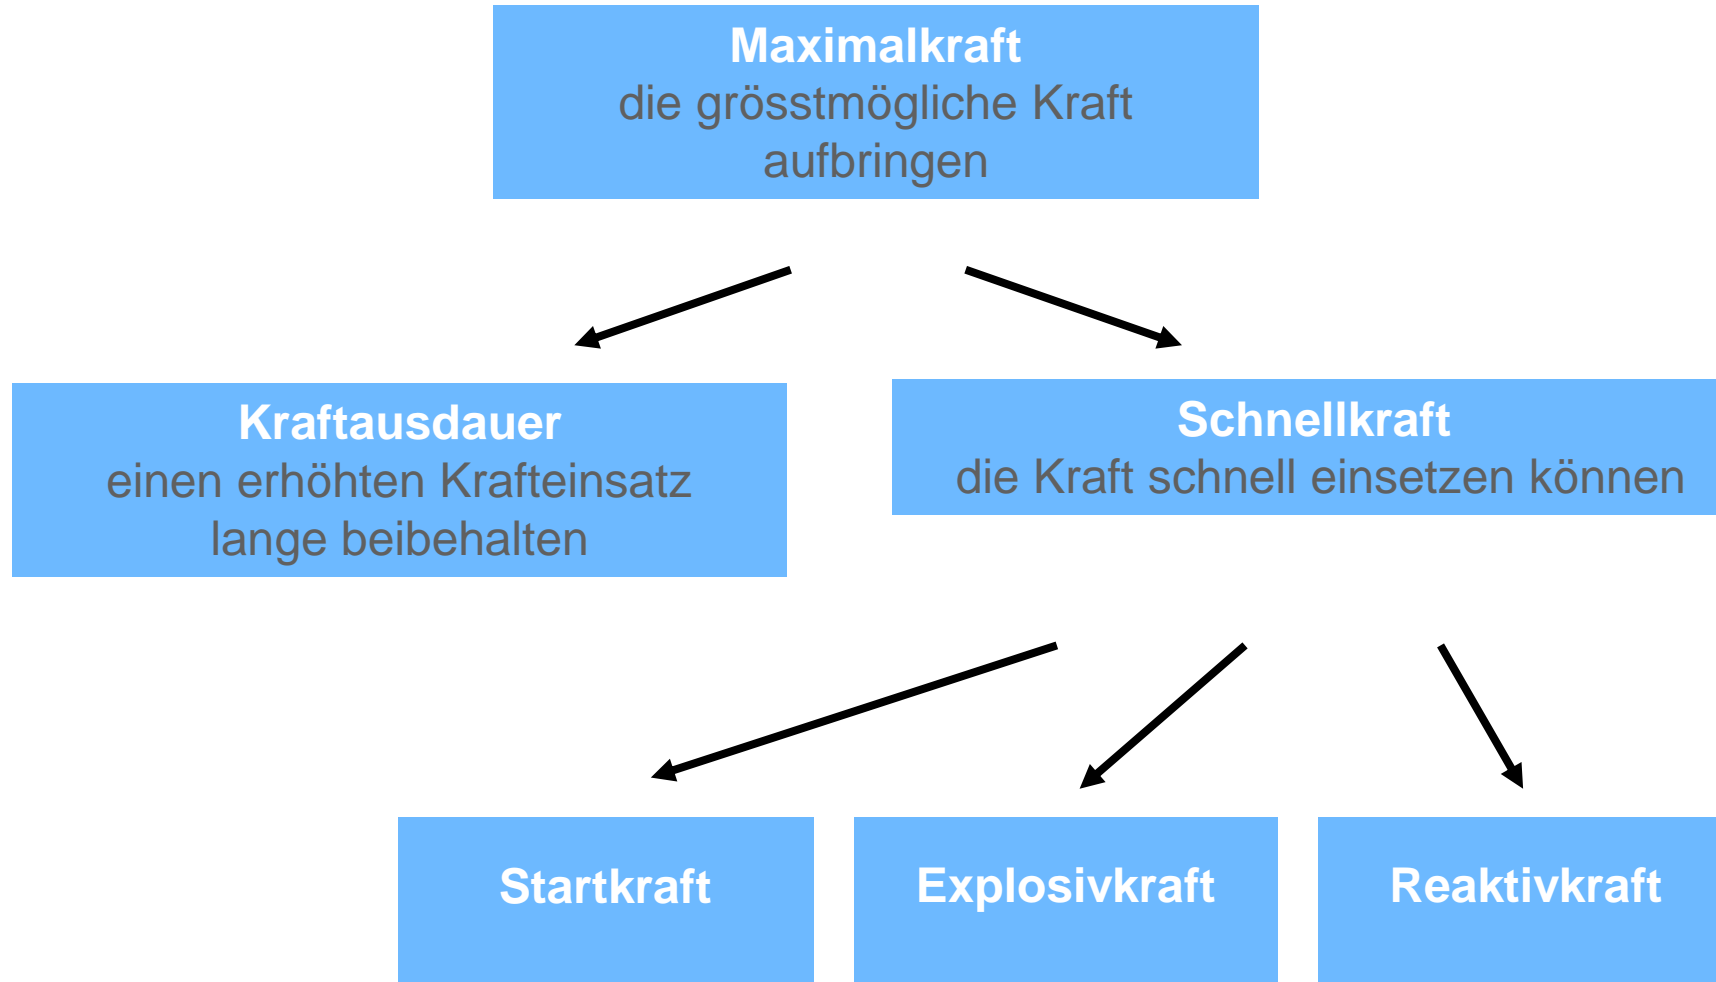 Maximalkraft
die grösstmögliche Kraft
aufbringen
Kraftausdauer
einen erhöhten Krafteinsatz
lange beibehalten
Schnellkraft
die Kraft schnell einsetzen können
Startkraft
Explosivkraft
Reaktivkraft